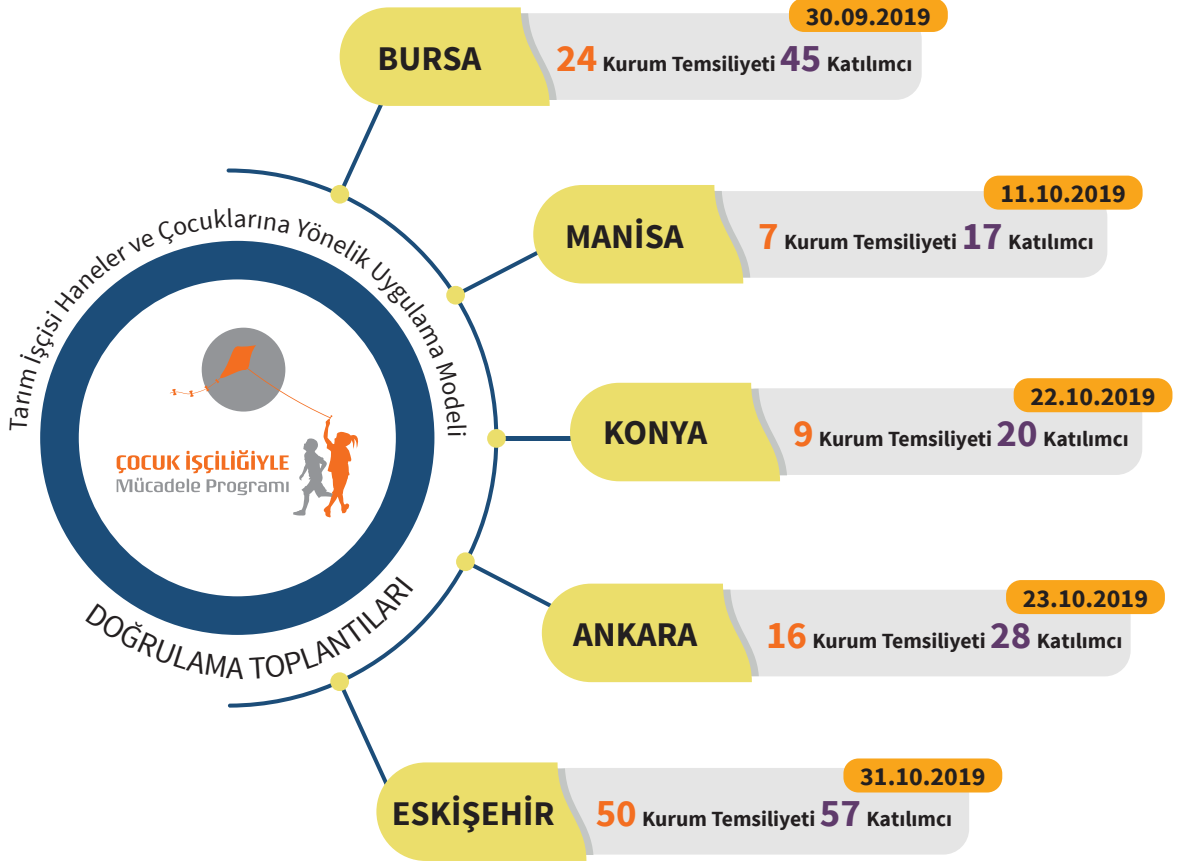 30.09.2019
BURSA
24 Kurum Temsiliyeti 45 Katılımcı
11.10.2019
MANİSA
7 Kurum Temsiliyeti 17 Katılımcı
Tarım İşçisi Haneler ve Çocuklarına Yönelik Uygulama Modeli
22.10.2019
KONYA
9 Kurum Temsiliyeti 20 Katılımcı
ÇOCUK İŞÇİLİĞİYLE
Mücadele Programı
23.10.2019
ANKARA
16 Kurum Temsiliyeti 28 Katılımcı
DOĞRULAMA TOPLANTILARI
31.10.2019
ESKİŞEHİR
50 Kurum Temsiliyeti 57 Katılımcı